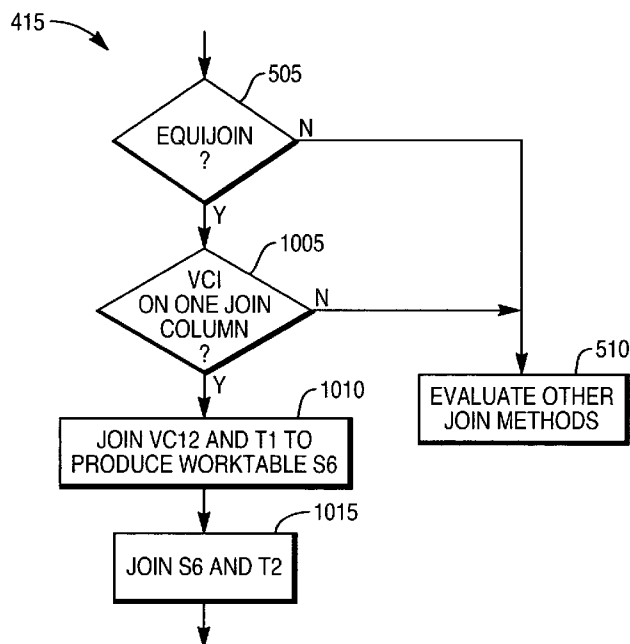 415
505
EQUIJOIN
?
N
Y
1005
VCI
ON ONE JOIN
COLUMN
?
N
Y
510
EVALUATE OTHER
JOIN METHODS
1010
JOIN VC12 AND T1 TO
PRODUCE WORKTABLE S6
1015
JOIN S6 AND T2